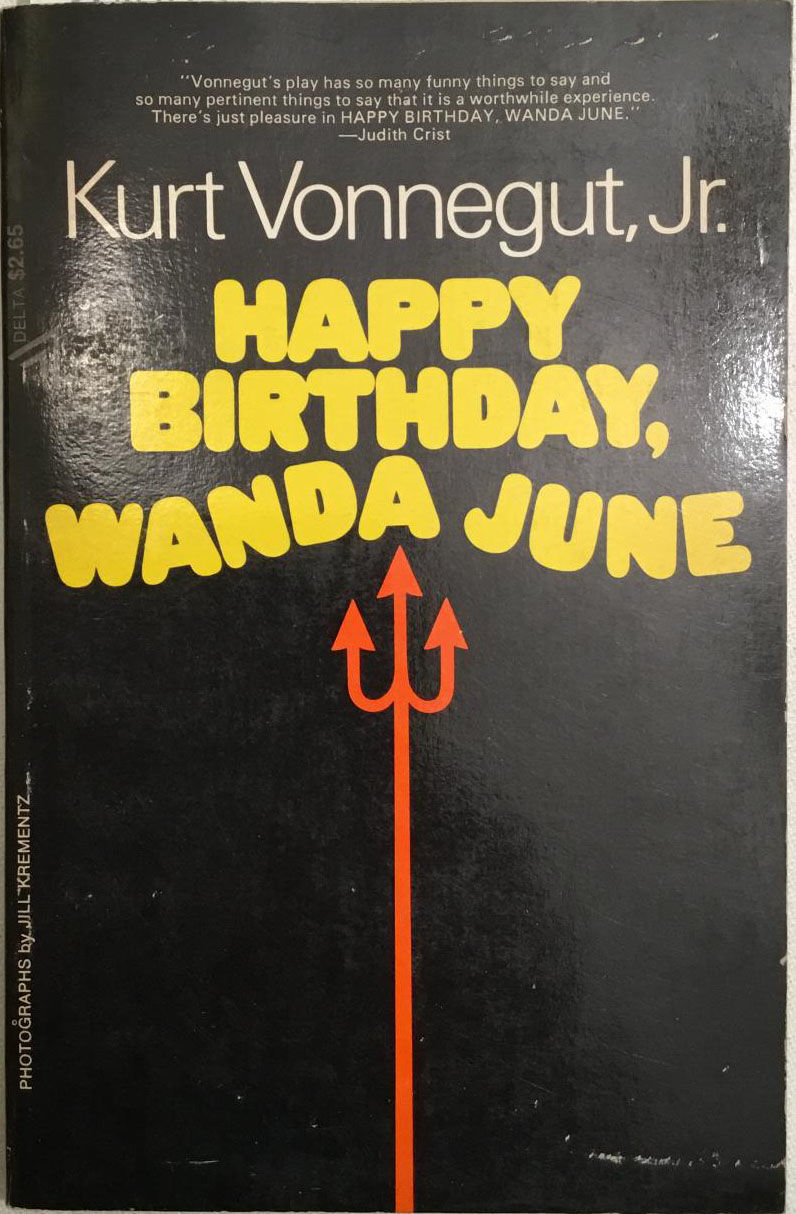 "Vonnegut's play has so many funny things to say and
so many pertinent things to say that it is a worthwhile experience.
There's just pleasure in HAPPY BIRTHDAY, WANDA JUNE."
—Judith Crist
Kurt Vonnegut, Jr.
HAPPY
BIRTHDAY,
WANDA JUNE
DELTA $2.65
PHOTOGRAPHS by JILL KREMENTZ